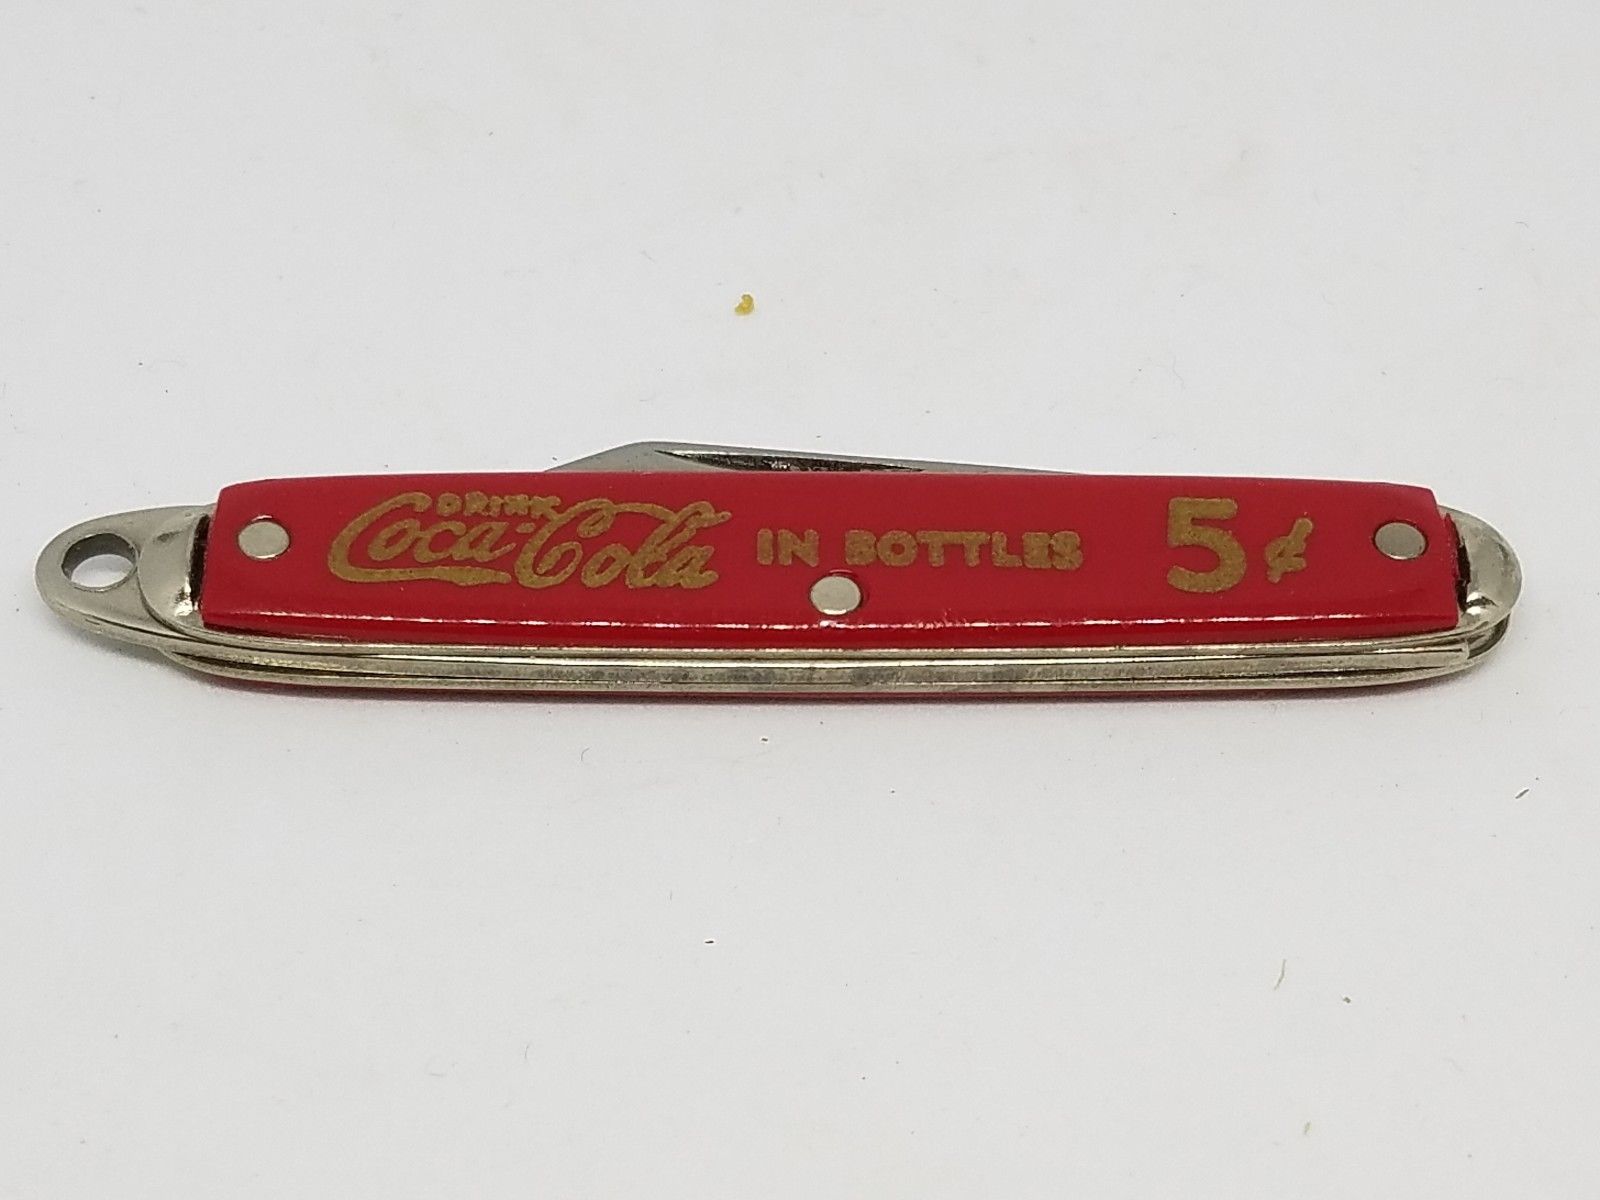 DRINK
Coca-Cola IN BOTTLES 5¢